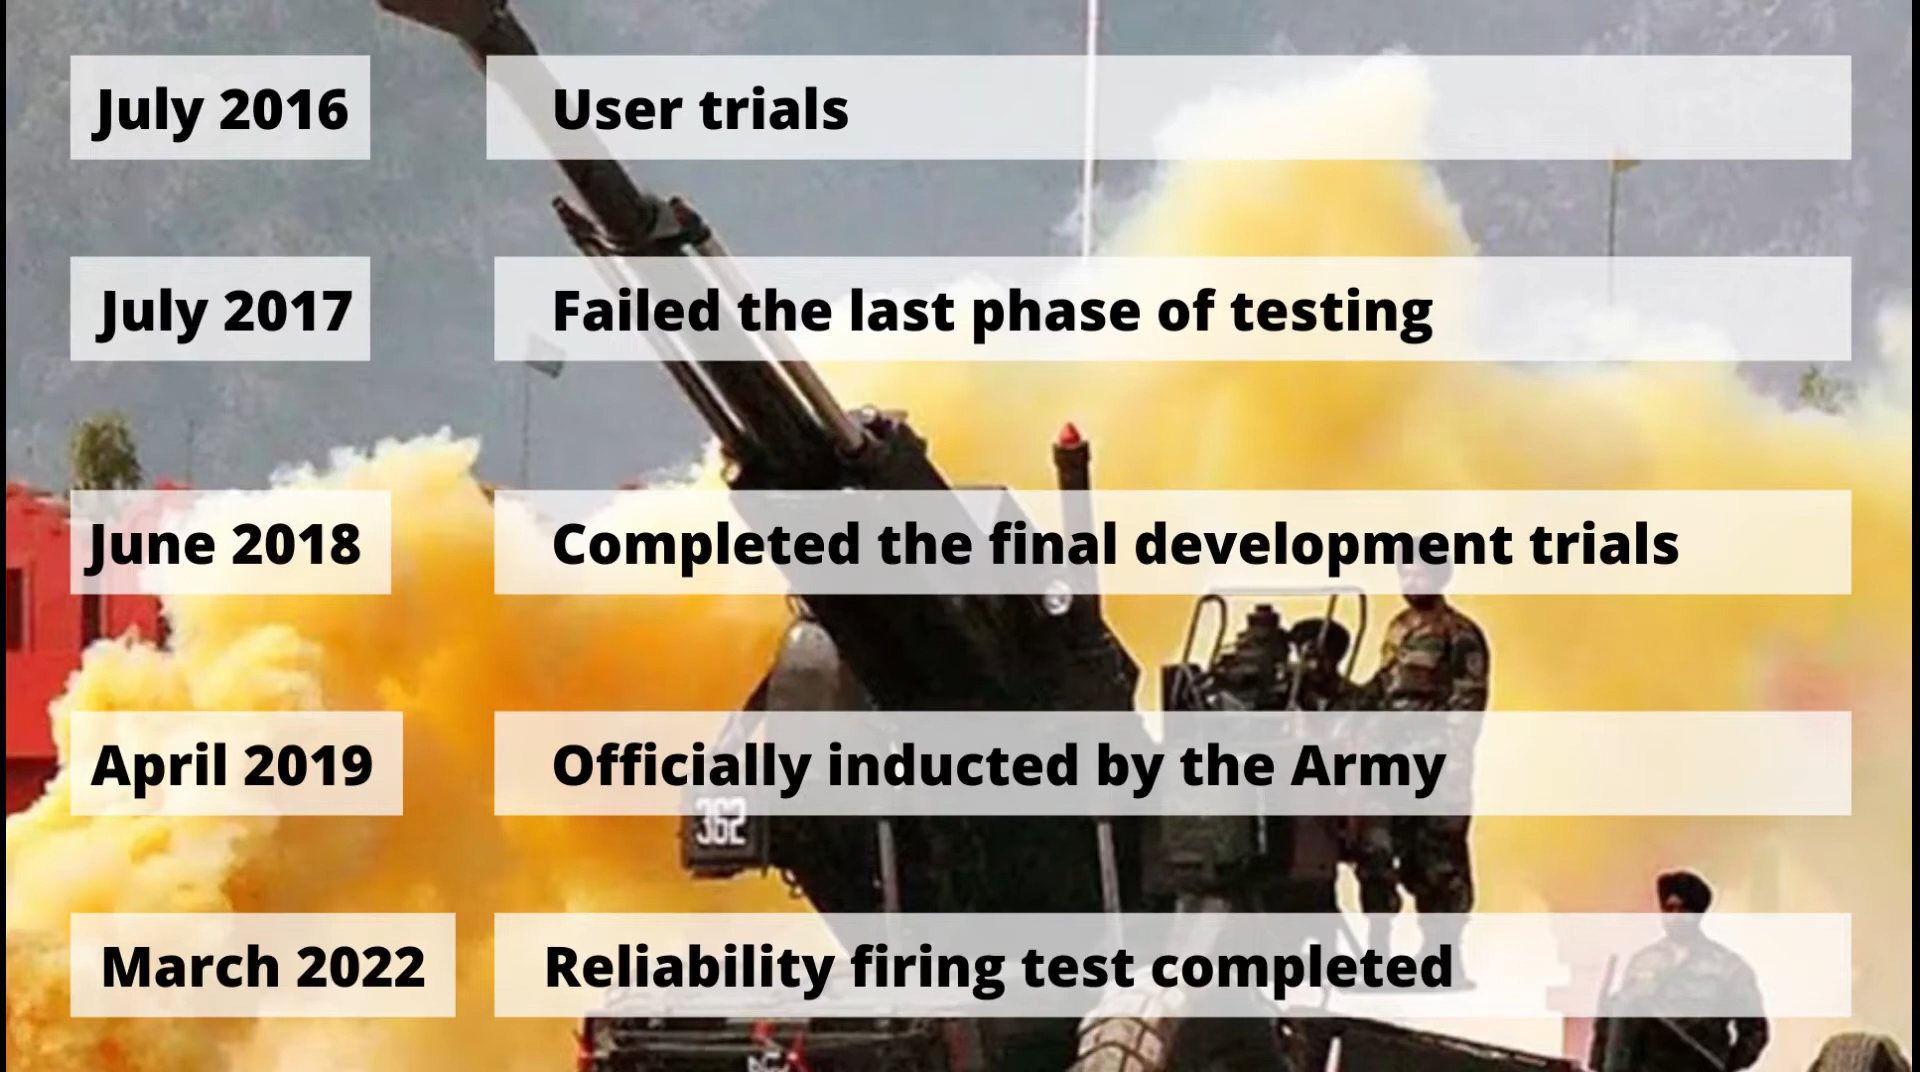 July 2016 User trials
July 2017 Failed the last phase of testing
June 2018 Completed the final development trials
April 2019 Officially inducted by the Army
362
March 2022 Reliability firing test completed